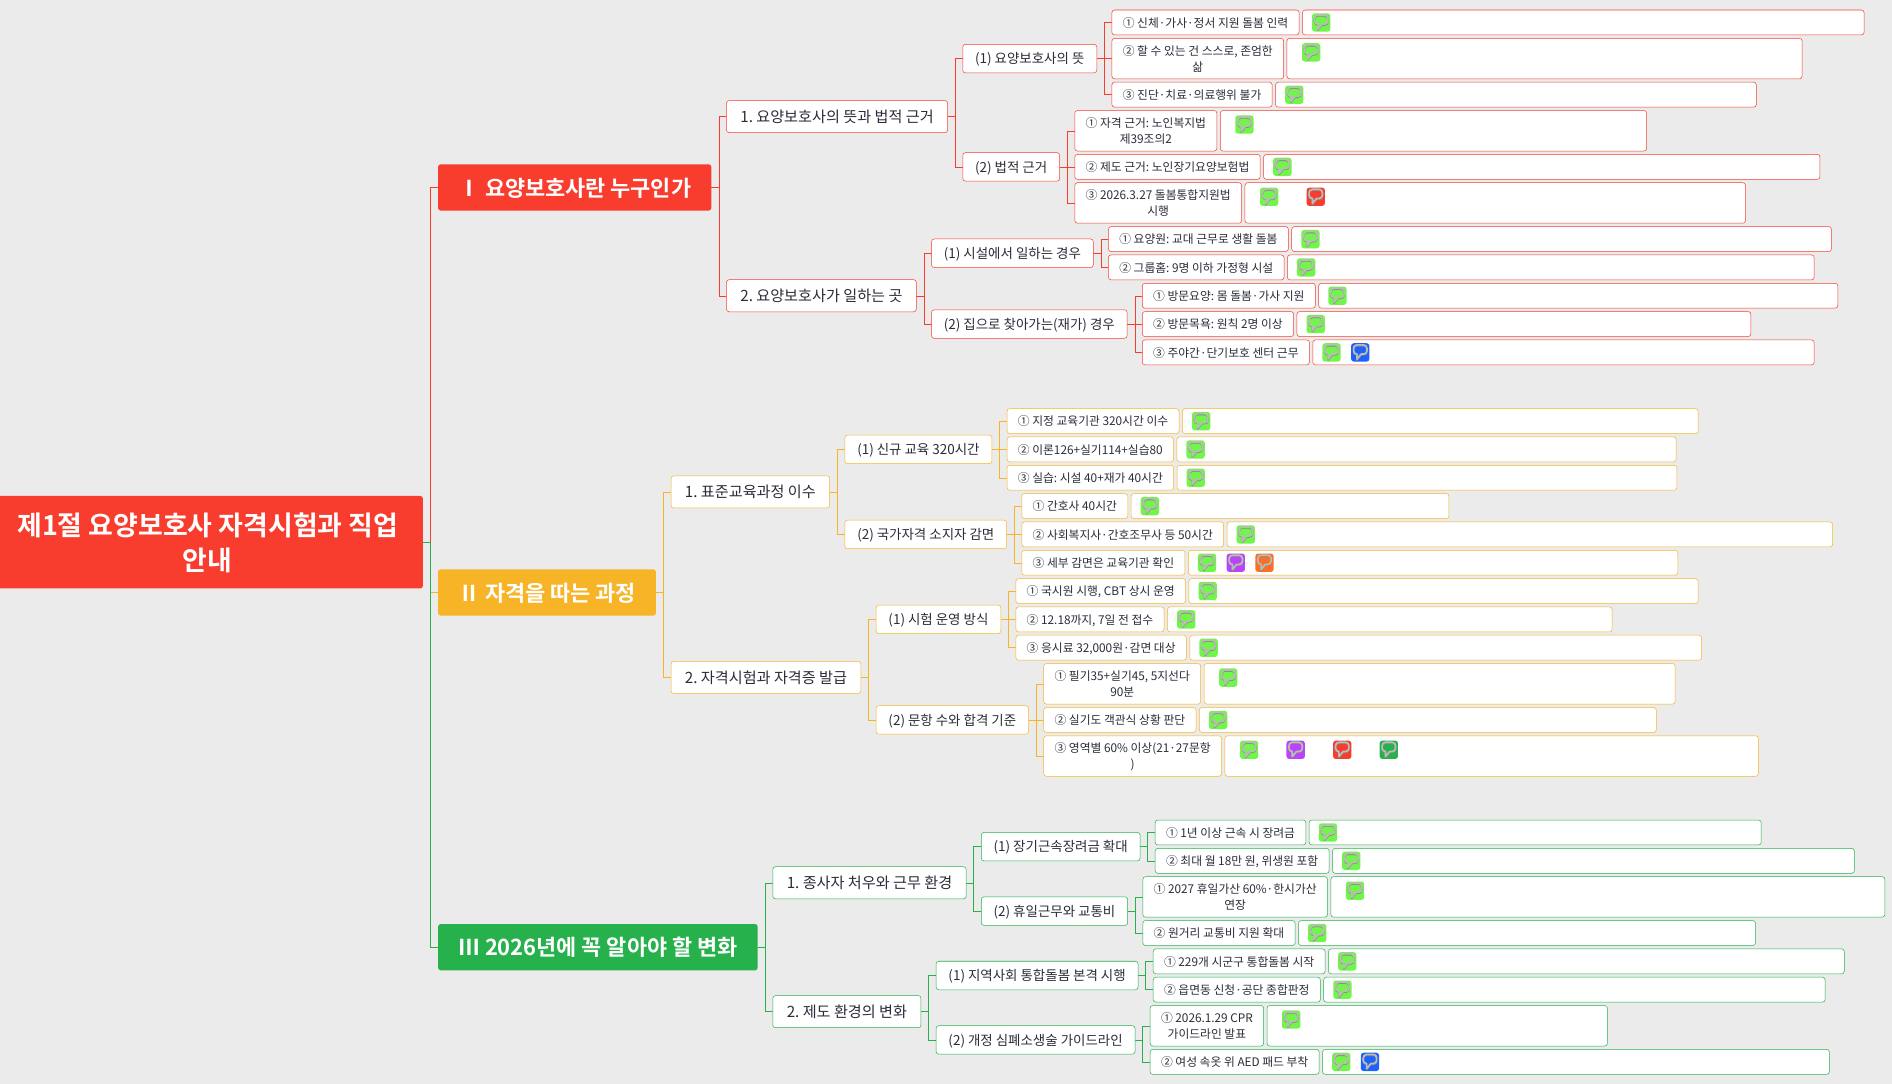 제1절 요양보호사 자격시험과 직업
안내
Ⅰ 요양보호사란 누구인가
1. 요양보호사의 뜻과 법적 근거
(1) 요양보호사의 뜻
① 신체·가사·정서 지원 돌봄 인력
② 할 수 있는 건 스스로, 존엄한
삶
③ 진단·치료·의료행위 불가
(2) 법적 근거
① 자격 근거: 노인복지법
제39조의2
② 제도 근거: 노인장기요양보험법
③ 2026.3.27 돌봄통합지원법
시행
2. 요양보호사가 일하는 곳
(1) 시설에서 일하는 경우
① 요양원: 교대 근무로 생활 돌봄
② 그룹홈: 9명 이하 가정형 시설
(2) 집으로 찾아가는(재가) 경우
① 방문요양: 몸 돌봄·가사 지원
② 방문목욕: 원칙 2명 이상
③ 주야간·단기보호 센터 근무
Ⅱ 자격을 따는 과정
1. 표준교육과정 이수
(1) 신규 교육 320시간
① 지정 교육기관 320시간 이수
② 이론126+실기114+실습80
③ 실습: 시설 40+재가 40시간
(2) 국가자격 소지자 감면
① 간호사 40시간
② 사회복지사·간호조무사 등 50시간
③ 세부 감면은 교육기관 확인
2. 자격시험과 자격증 발급
(1) 시험 운영 방식
① 국시원 시행, CBT 상시 운영
② 12.18까지, 7일 전 접수
③ 응시료 32,000원·감면 대상
(2) 문항 수와 합격 기준
① 필기35+실기45, 5지선다
90분
② 실기도 객관식 상황 판단
③ 영역별 60% 이상(21·27문항
)
Ⅲ 2026년에 꼭 알아야 할 변화
1. 종사자 처우와 근무 환경
(1) 장기근속장려금 확대
① 1년 이상 근속 시 장려금
② 최대 월 18만 원, 위생원 포함
(2) 휴일근무와 교통비
① 2027 휴일가산 60%·한시가산
연장
② 원거리 교통비 지원 확대
2. 제도 환경의 변화
(1) 지역사회 통합돌봄 본격 시행
① 229개 시군구 통합돌봄 시작
② 읍면동 신청·공단 종합판정
(2) 개정 심폐소생술 가이드라인
① 2026.1.29 CPR
가이드라인 발표
② 여성 속옷 위 AED 패드 부착